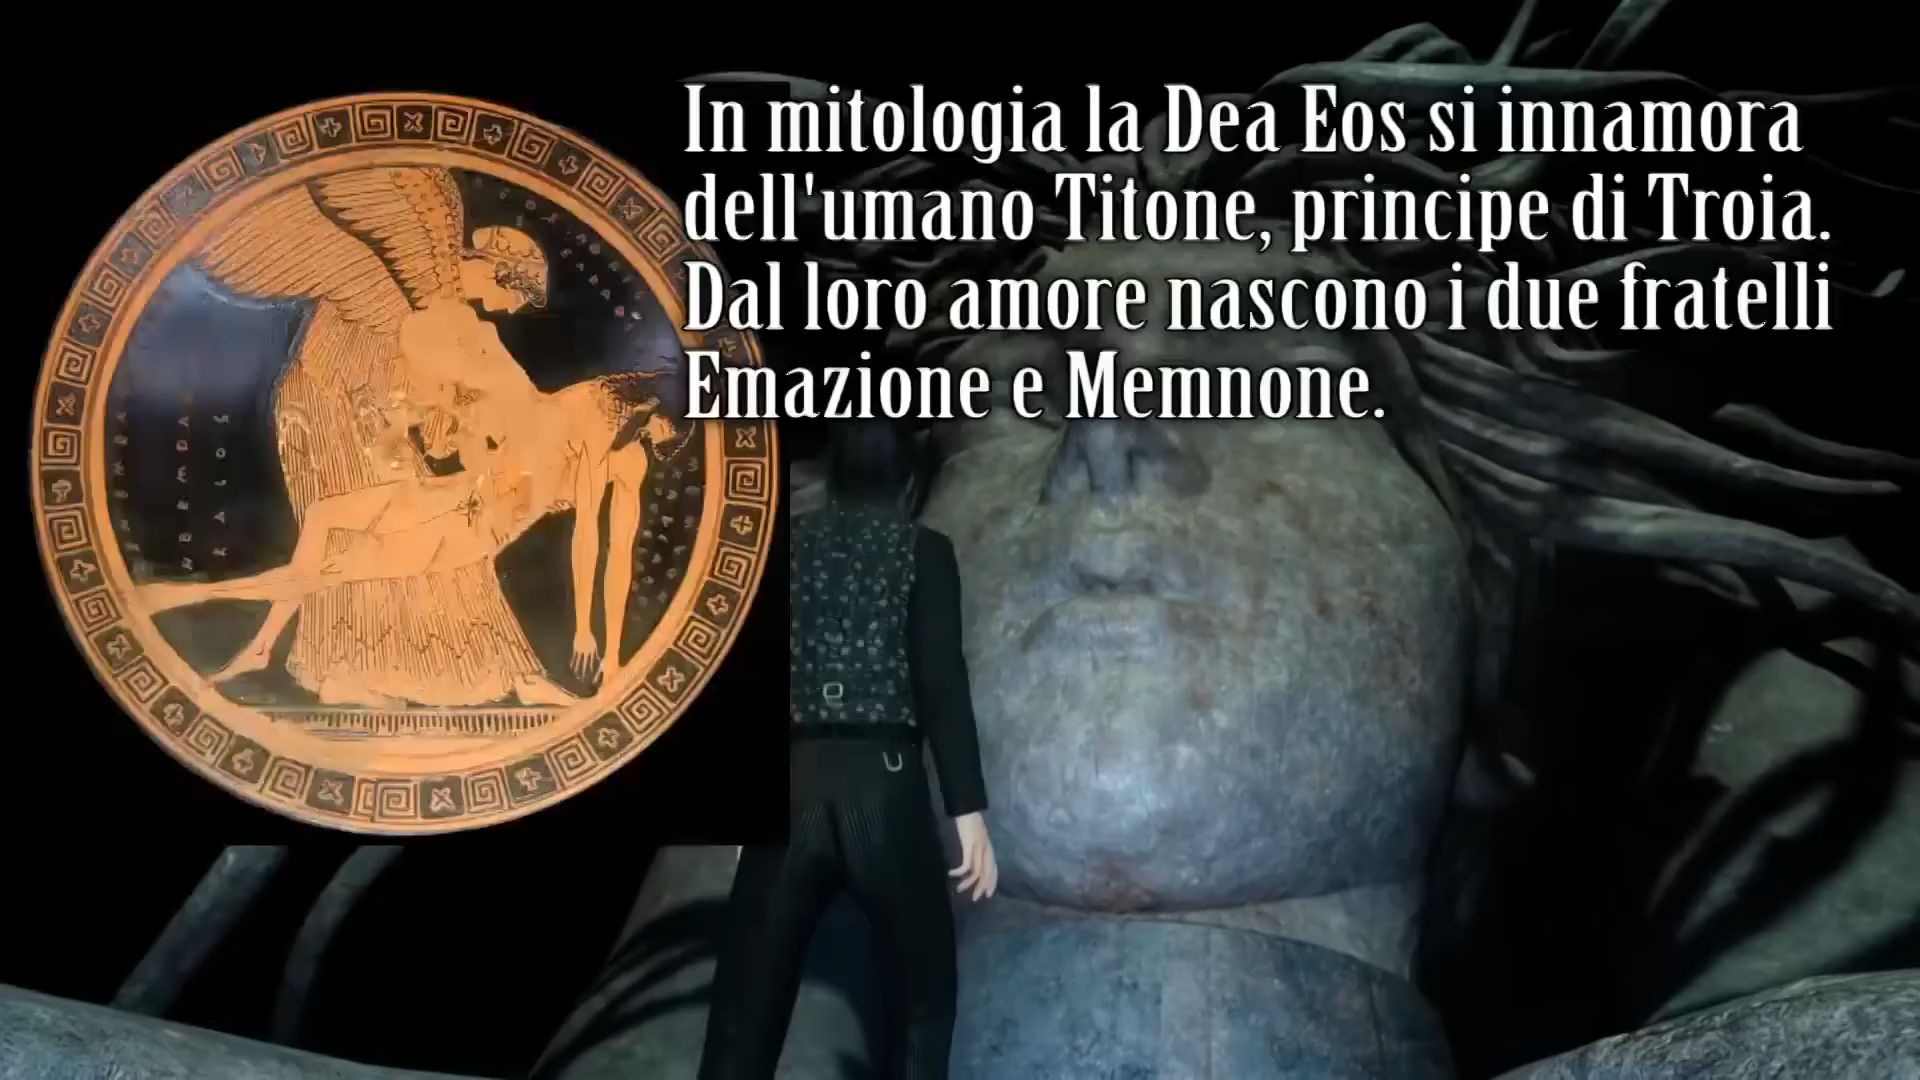 In mitologia la Dea Eos si innamora
dell'umano Titone, principe di Troia.
Dal loro amore nascono i due fratelli
Emazione e Memnone.